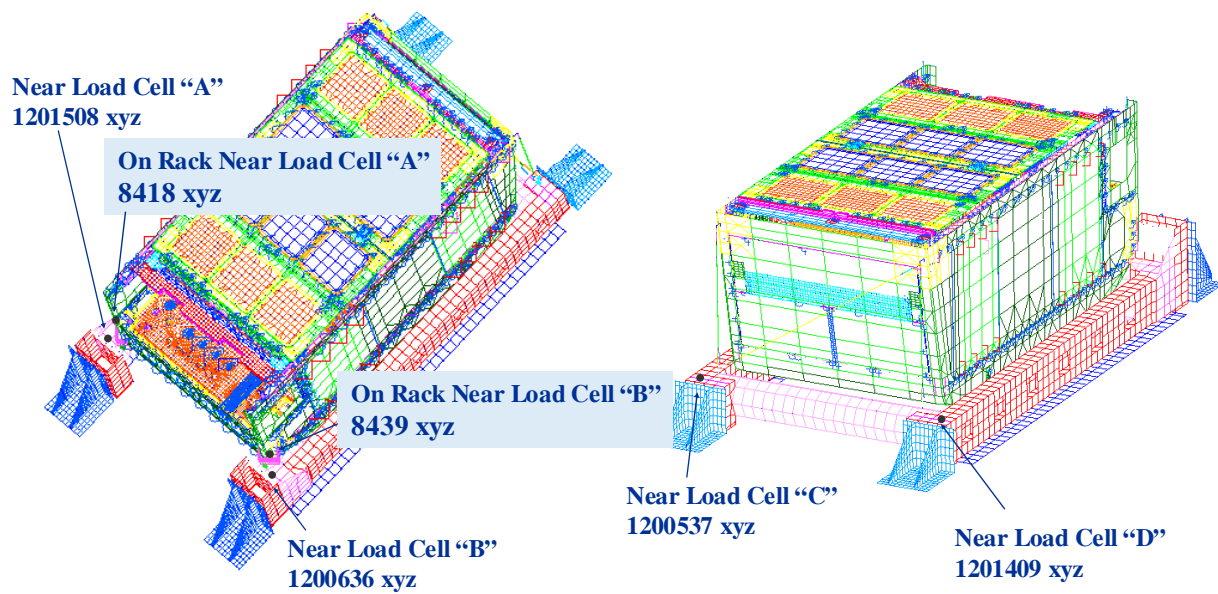 Near Load Cell “A”
1201508 xyz
On Rack Near Load Cell “A”
8418 xyz
On Rack Near Load Cell “B”
8439 xyz
Near Load Cell “B”
1200636 xyz
Near Load Cell “C”
1200537 xyz
Near Load Cell “D”
1201409 xyz